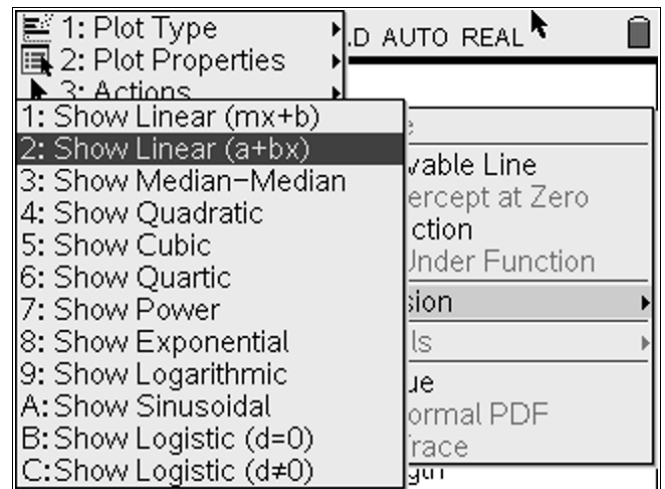 1: Plot Type
2: Plot Properties
3: Actions
.D AUTO REAL
1: Show Linear (mx+b)
2: Show Linear (a+bx)
3: Show Median-Median
4: Show Quadratic
5: Show Cubic
6: Show Quartic
7: Show Power
8: Show Exponential
9: Show Logarithmic
A: Show Sinusoidal
B: Show Logistic (d=0)
C: Show Logistic (d≠0)
vable Line
ercept at Zero
ction
Under Function
sion
ls
ue
ormal PDF
race